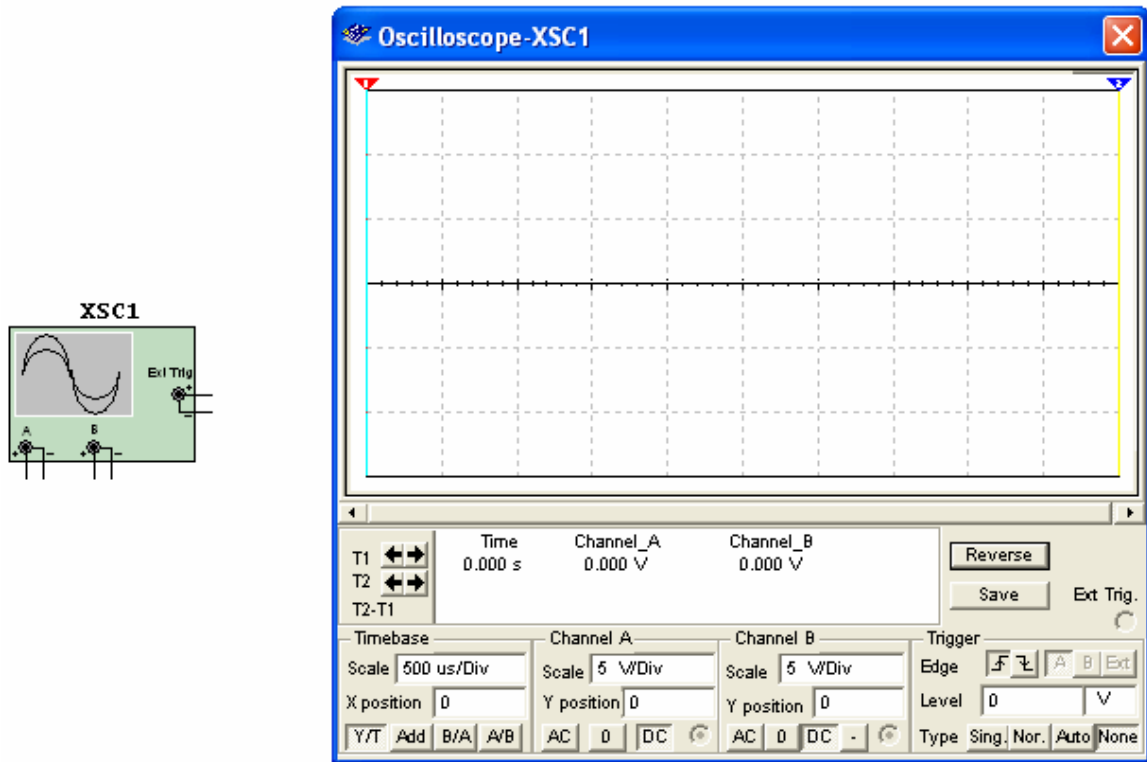 Oscilloscope-XSC1
1 2
XSC1
Ext Trig
+
-
A B
+ - + -
Time Channel_A Channel_B
T1 0.000 s 0.000 V 0.000 V
T2
T2-T1
Reverse
Save
Ext Trig.
Timebase
Scale 500 us/Div
X position 0
Y/T Add B/A A/B
Channel A
Scale 5 V/Div
Y position 0
AC 0 DC
Channel B
Scale 5 V/Div
Y position 0
AC 0 DC -
Trigger
Edge A B Ext
Level 0 V
Type Sing. Nor. Auto None